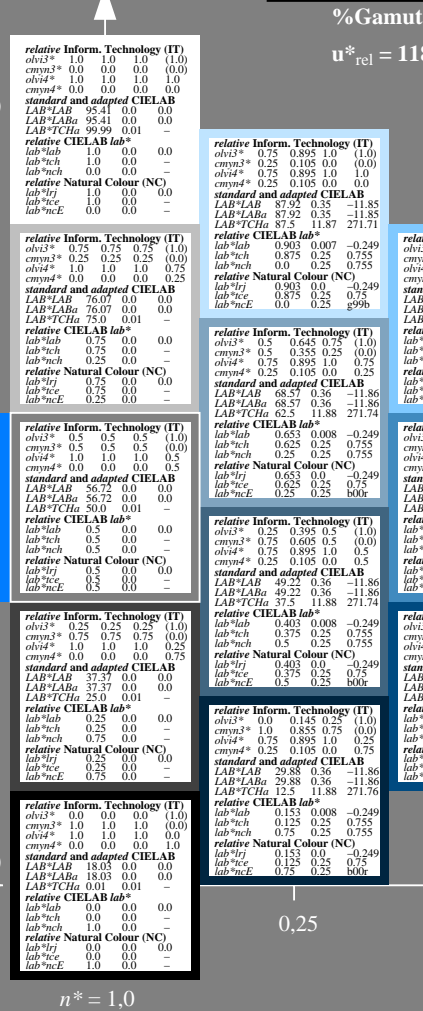 %Gamut
u*rel = 118
relative Inform. Technology (IT)
olvi3* 1.0 1.0 1.0 (1.0)
cmyn3* 0.0 0.0 0.0 (0.0)
olvi4* 1.0 1.0 1.0 1.0
cmyn4* 0.0 0.0 0.0 0.0
standard and adapted CIELAB
LAB*LAB 95.41 0.0 0.0
LAB*LABa 95.41 0.0 0.0
LAB*TCHa 99.99 0.01 –
relative CIELAB lab*
lab*lab 1.0 0.0 0.0
lab*tch 1.0 0.0 –
lab*nch 0.0 0.0 –
relative Natural Colour (NC)
lab*lrj 1.0 0.0 0.0
lab*tce 1.0 0.0 –
lab*ncE 0.0 0.0 –
relative Inform. Technology (IT)
olvi3* 0.75 0.75 0.75 (1.0)
cmyn3* 0.25 0.25 0.25 (0.0)
olvi4* 1.0 1.0 1.0 0.75
cmyn4* 0.0 0.0 0.0 0.25
standard and adapted CIELAB
LAB*LAB 76.07 0.0 0.0
LAB*LABa 76.07 0.0 0.0
LAB*TCHa 75.0 0.01 –
relative CIELAB lab*
lab*lab 0.75 0.0 0.0
lab*tch 0.75 0.0 –
lab*nch 0.25 0.0 –
relative Natural Colour (NC)
lab*lrj 0.75 0.0 0.0
lab*tce 0.75 0.0 –
lab*ncE 0.25 0.0 –
relative Inform. Technology (IT)
olvi3* 0.5 0.5 0.5 (1.0)
cmyn3* 0.5 0.5 0.5 (0.0)
olvi4* 1.0 1.0 1.0 0.5
cmyn4* 0.0 0.0 0.0 0.5
standard and adapted CIELAB
LAB*LAB 56.72 0.0 0.0
LAB*LABa 56.72 0.0 0.0
LAB*TCHa 50.0 0.01 –
relative CIELAB lab*
lab*lab 0.5 0.0 0.0
lab*tch 0.5 0.0 –
lab*nch 0.5 0.0 –
relative Natural Colour (NC)
lab*lrj 0.5 0.0 0.0
lab*tce 0.5 0.0 –
lab*ncE 0.5 0.0 –
relative Inform. Technology (IT)
olvi3* 0.25 0.25 0.25 (1.0)
cmyn3* 0.75 0.75 0.75 (0.0)
olvi4* 1.0 1.0 1.0 0.25
cmyn4* 0.0 0.0 0.0 0.75
standard and adapted CIELAB
LAB*LAB 37.37 0.0 0.0
LAB*LABa 37.37 0.0 0.0
LAB*TCHa 25.0 0.01 –
relative CIELAB lab*
lab*lab 0.25 0.0 0.0
lab*tch 0.25 0.0 –
lab*nch 0.75 0.0 –
relative Natural Colour (NC)
lab*lrj 0.25 0.0 0.0
lab*tce 0.25 0.0 –
lab*ncE 0.75 0.0 –
relative Inform. Technology (IT)
olvi3* 0.0 0.0 0.0 (1.0)
cmyn3* 1.0 1.0 1.0 (0.0)
olvi4* 1.0 1.0 1.0 0.0
cmyn4* 0.0 0.0 0.0 1.0
standard and adapted CIELAB
LAB*LAB 18.03 0.0 0.0
LAB*LABa 18.03 0.0 0.0
LAB*TCHa 0.01 0.01 –
relative CIELAB lab*
lab*lab 0.0 0.0 0.0
lab*tch 0.0 0.0 –
lab*nch 1.0 0.0 –
relative Natural Colour (NC)
lab*lrj 0.0 0.0 0.0
lab*tce 0.0 0.0 –
lab*ncE 1.0 0.0 –
n* = 1,0
relative Inform. Technology (IT)
olvi3* 0.75 0.895 1.0 (1.0)
cmyn3* 0.25 0.105 0.0 (0.0)
olvi4* 0.75 0.895 1.0 1.0
cmyn4* 0.25 0.105 0.0 0.0
standard and adapted CIELAB
LAB*LAB 87.92 0.35 –11.85
LAB*LABa 87.92 0.35 –11.85
LAB*TCHa 87.5 11.87 271.71
relative CIELAB lab*
lab*lab 0.903 0.007 –0.249
lab*tch 0.875 0.25 0.755
lab*nch 0.0 0.25 0.755
relative Natural Colour (NC)
lab*lrj 0.903 0.0 –0.249
lab*tce 0.875 0.25 0.75
lab*ncE 0.0 0.25 g99b
relative Inform. Technology (IT)
olvi3* 0.5 0.645 0.75 (1.0)
cmyn3* 0.5 0.355 0.25 (0.0)
olvi4* 0.75 0.895 1.0 0.75
cmyn4* 0.25 0.105 0.0 0.25
standard and adapted CIELAB
LAB*LAB 68.57 0.36 –11.86
LAB*LABa 68.57 0.36 –11.86
LAB*TCHa 62.5 11.88 271.74
relative CIELAB lab*
lab*lab 0.653 0.008 –0.249
lab*tch 0.625 0.25 0.755
lab*nch 0.25 0.25 0.755
relative Natural Colour (NC)
lab*lrj 0.653 0.0 –0.249
lab*tce 0.625 0.25 0.75
lab*ncE 0.25 0.25 b00r
relative Inform. Technology (IT)
olvi3* 0.25 0.395 0.5 (1.0)
cmyn3* 0.75 0.605 0.5 (0.0)
olvi4* 0.75 0.895 1.0 0.5
cmyn4* 0.25 0.105 0.0 0.5
standard and adapted CIELAB
LAB*LAB 49.22 0.36 –11.86
LAB*LABa 49.22 0.36 –11.86
LAB*TCHa 37.5 11.88 271.74
relative CIELAB lab*
lab*lab 0.403 0.008 –0.249
lab*tch 0.375 0.25 0.755
lab*nch 0.5 0.25 0.755
relative Natural Colour (NC)
lab*lrj 0.403 0.0 –0.249
lab*tce 0.375 0.25 0.75
lab*ncE 0.5 0.25 b00r
relative Inform. Technology (IT)
olvi3* 0.0 0.145 0.25 (1.0)
cmyn3* 1.0 0.855 0.75 (0.0)
olvi4* 0.75 0.895 1.0 0.25
cmyn4* 0.25 0.105 0.0 0.75
standard and adapted CIELAB
LAB*LAB 29.88 0.36 –11.86
LAB*LABa 29.88 0.36 –11.86
LAB*TCHa 12.5 11.88 271.76
relative CIELAB lab*
lab*lab 0.153 0.008 –0.249
lab*tch 0.125 0.25 0.755
lab*nch 0.75 0.25 0.755
relative Natural Colour (NC)
lab*lrj 0.153 0.0 –0.249
lab*tce 0.125 0.25 0.75
lab*ncE 0.75 0.25 b00r
0,25